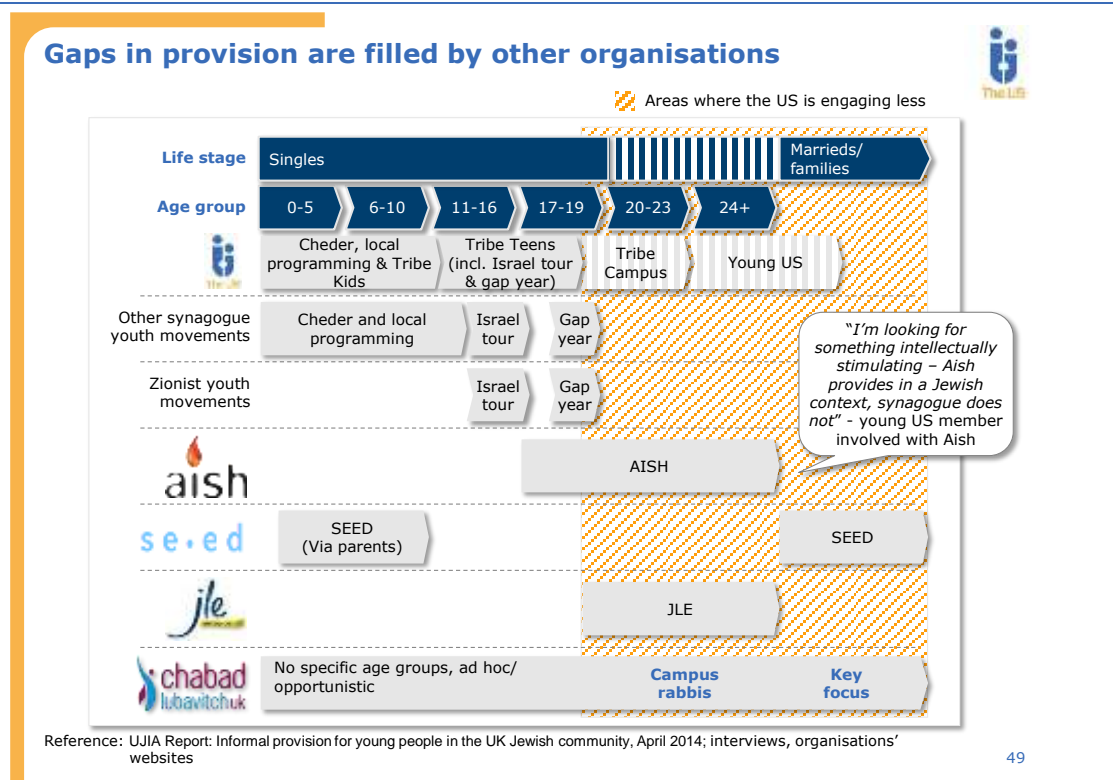 Gaps in provision are filled by other organisations
The US
Areas where the US is engaging less
Life stage
Singles
Marrieds/
families
Age group
0-5
6-10
11-16
17-19
20-23
24+
The US
Cheder, local
programming & Tribe
Kids
Tribe Teens
(incl. Israel tour
& gap year)
Tribe
Campus
Young US
Other synagogue
youth movements
Cheder and local
programming
Israel
tour
Gap
year
"I'm looking for
something intellectually
stimulating – Aish
provides in a Jewish
context, synagogue does
not" - young US member
involved with Aish
Zionist youth
movements
Israel
tour
Gap
year
aish
AISH
se·ed
SEED
(Via parents)
SEED
jle
JLE
chabad
lubavitchuk
No specific age groups, ad hoc/
opportunistic
Campus
rabbis
Key
focus
Reference: UJIA Report: Informal provision for young people in the UK Jewish community, April 2014; interviews, organisations'
websites
49